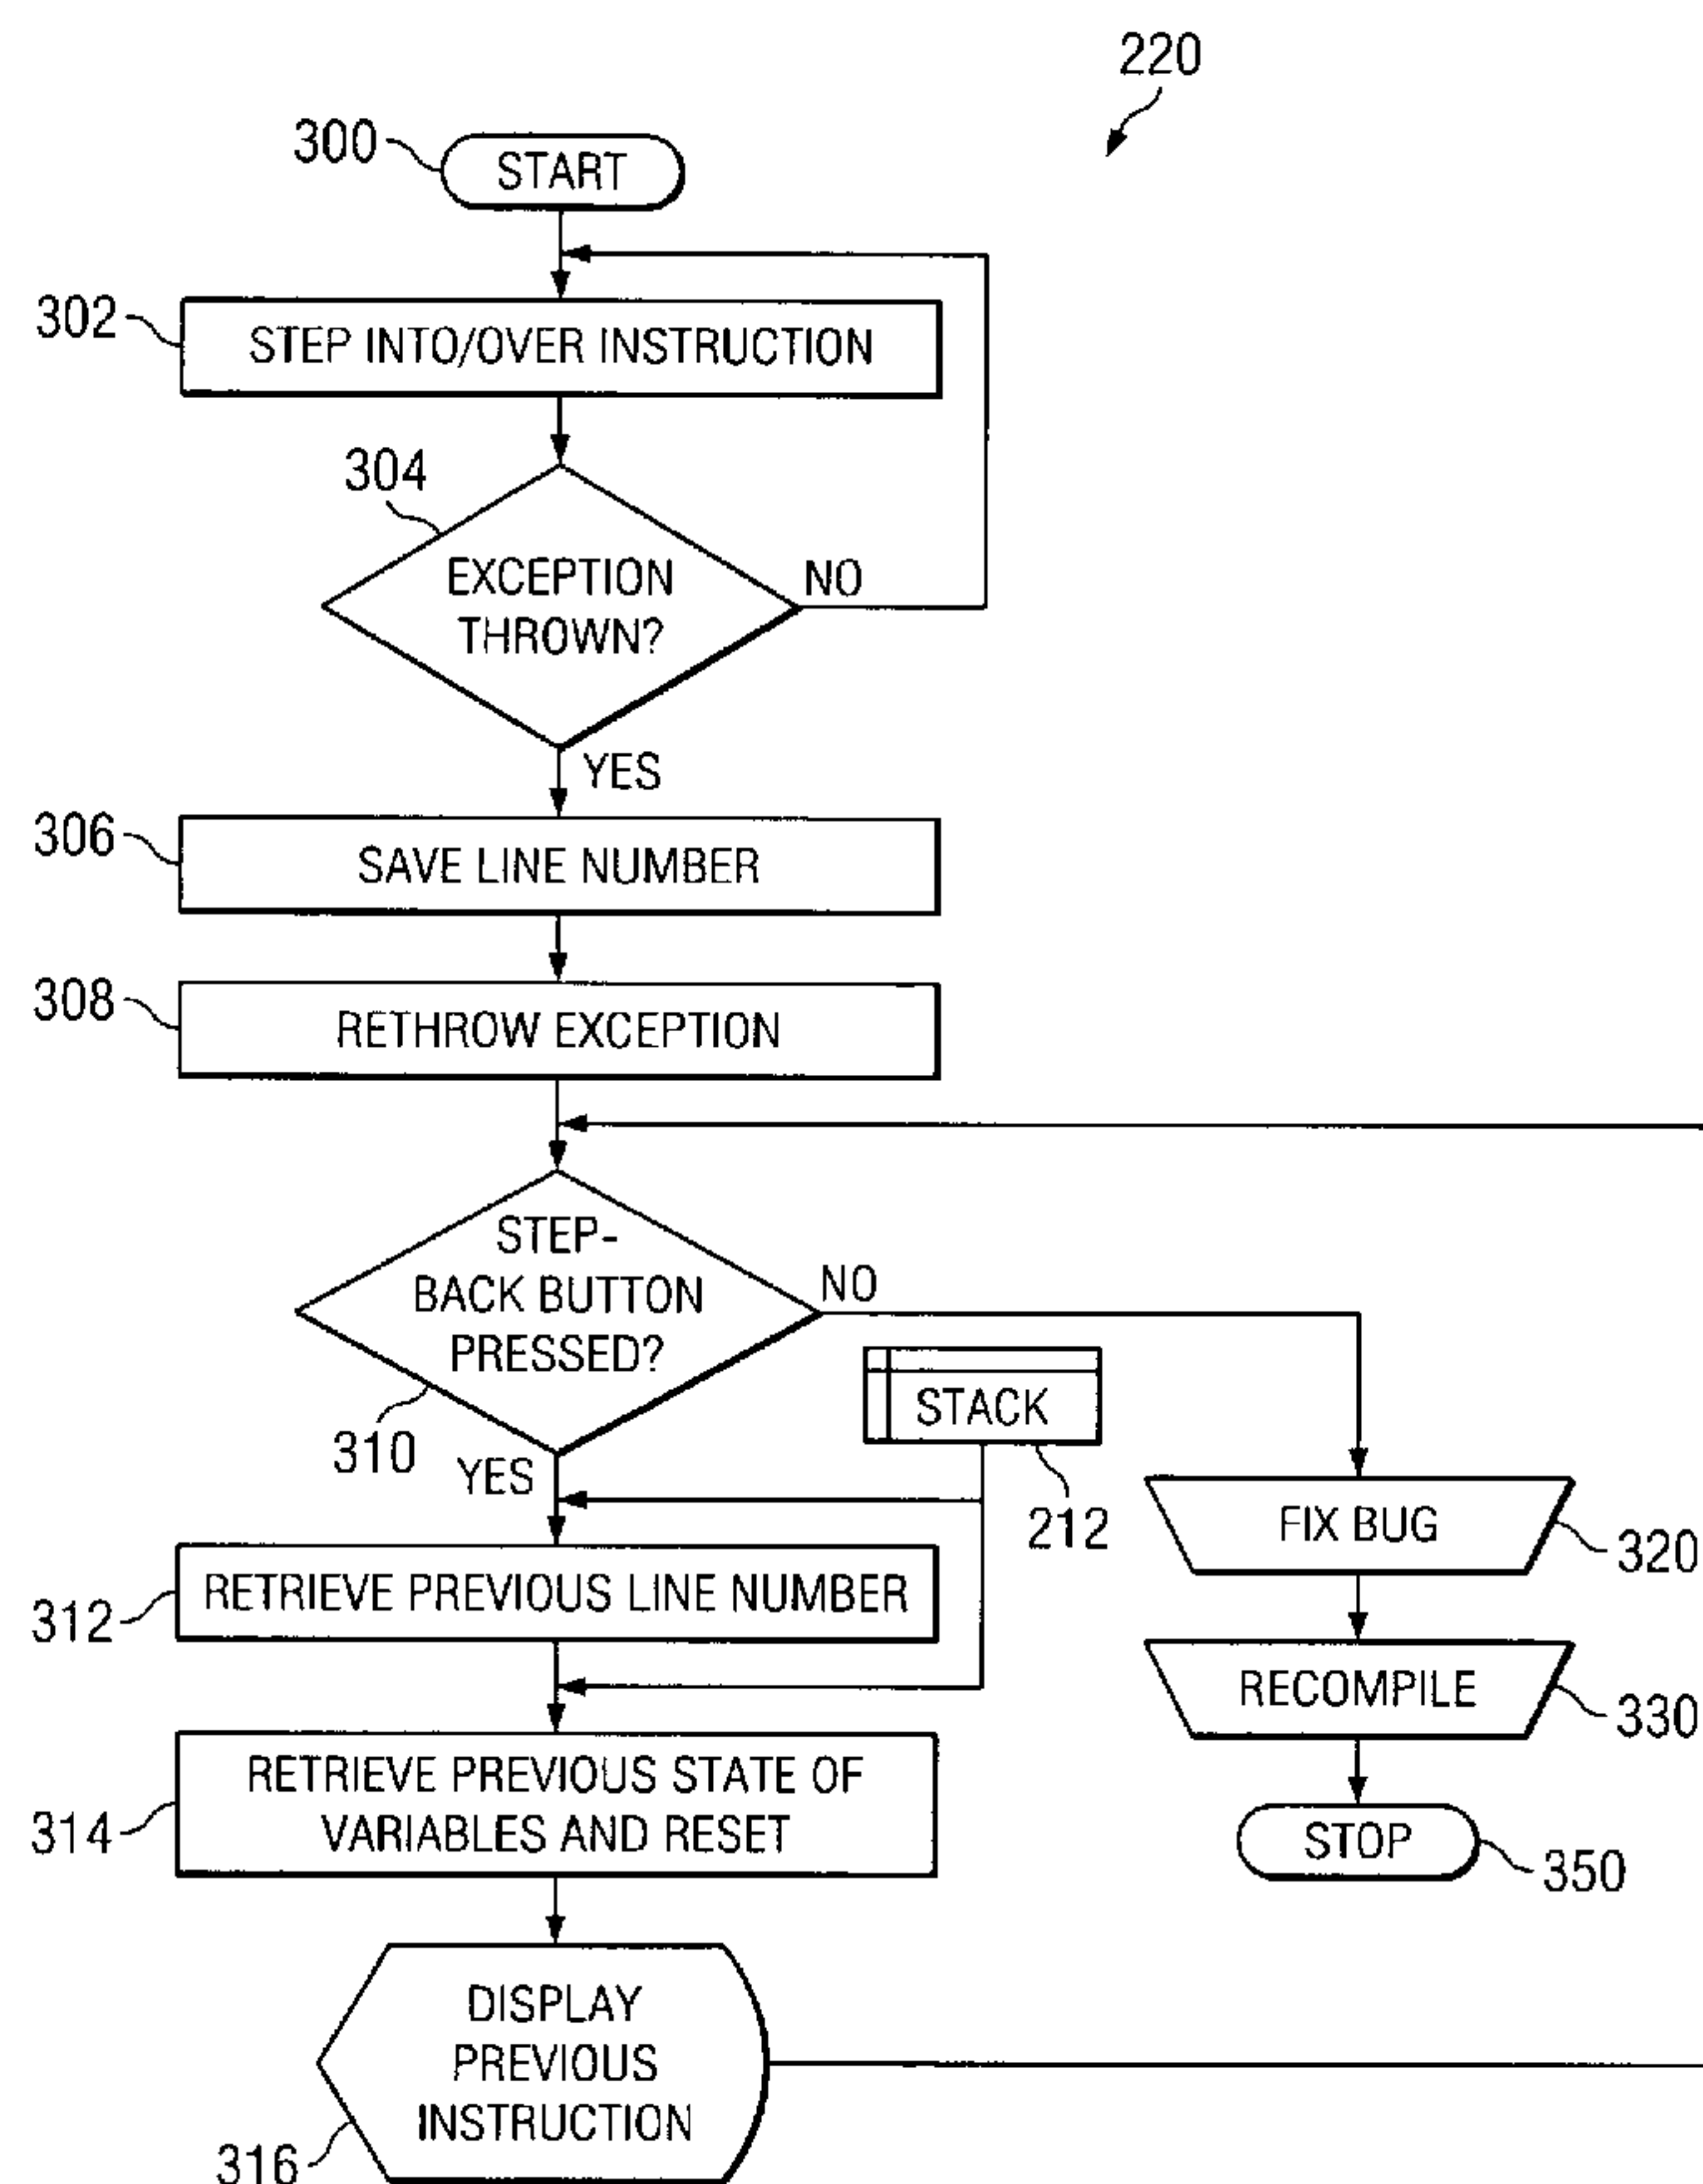 220
300
START
302
STEP INTO/OVER INSTRUCTION
304
EXCEPTION
THROWN?
NO
YES
306
SAVE LINE NUMBER
308
RETHROW EXCEPTION
STEP-
BACK BUTTON
PRESSED?
NO
310
YES
STACK
212
FIX BUG
320
312
RETRIEVE PREVIOUS LINE NUMBER
RECOMPILE
330
314
RETRIEVE PREVIOUS STATE OF
VARIABLES AND RESET
STOP
350
DISPLAY
PREVIOUS
INSTRUCTION
316